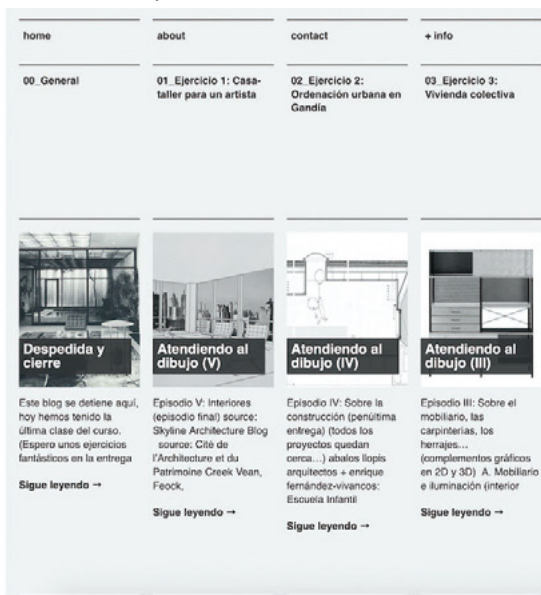 home
about
contact
+ info
00_General
01_Ejercicio 1: Casa-
taller para un artista
02_Ejercicio 2:
Ordenación urbana en
Gandía
03_Ejercicio 3:
Vivienda colectiva
Despedida y
cierre
Este blog se detiene aquí,
hoy hemos tenido la
última clase del curso.
(Espero unos ejercicios
fantásticos en la entrega
Sigue leyendo →
Atendiendo al
dibujo (V)
Episodio V: Interiores
(episodio final) source:
Skyline Architecture Blog
source: Cité de
l'Architecture et du
Patrimoine Creek Vean,
Feock,
Sigue leyendo →
Atendiendo al
dibujo (IV)
Episodio IV: Sobre la
construcción (penúltima
entrega) (todos los
proyectos quedan
cerca...) abalos llopis
arquitectos + enrique
fernández-vivancos:
Escuela Infantil
Sigue leyendo →
Atendiendo al
dibujo (III)
Episodio III: Sobre el
mobiliario, las
carpinterías, los
herrajes...
(complementos gráficos
en 2D y 3D) A. Mobiliario
e iluminación (interior
Sigue leyendo →